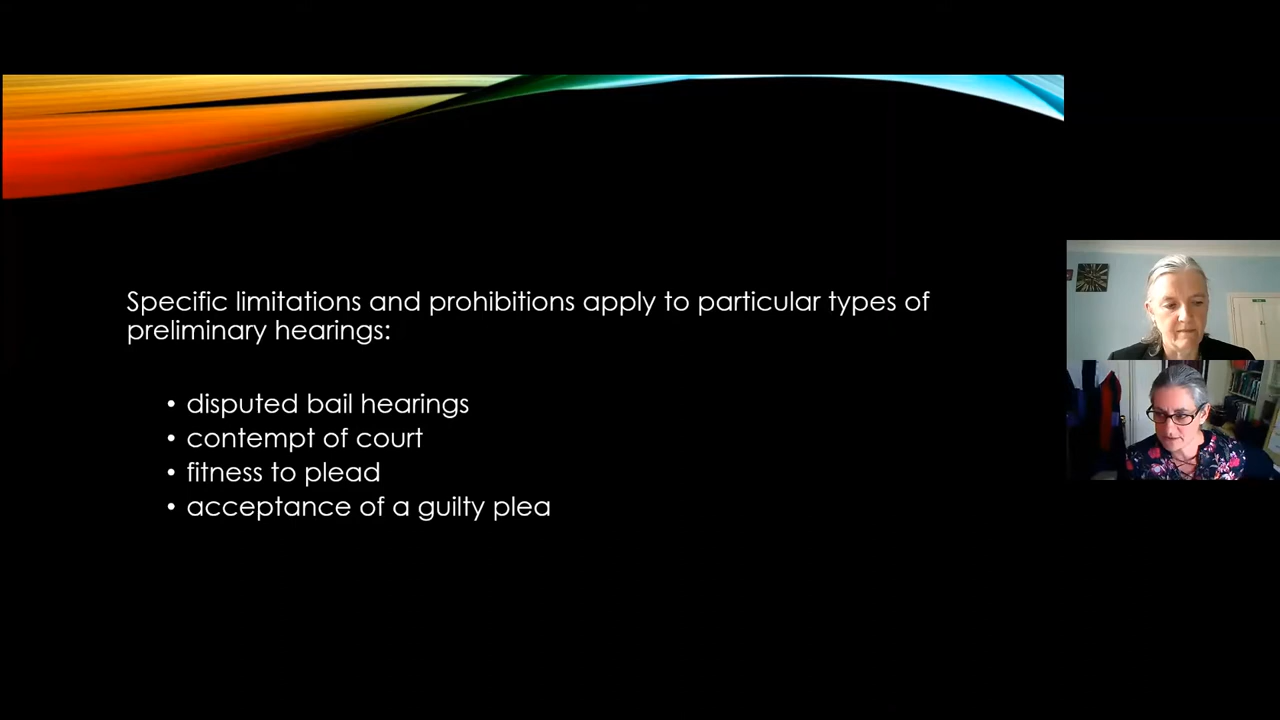 Specific limitations and prohibitions apply to particular types of
preliminary hearings:
• disputed bail hearings
• contempt of court
• fitness to plead
• acceptance of a guilty plea